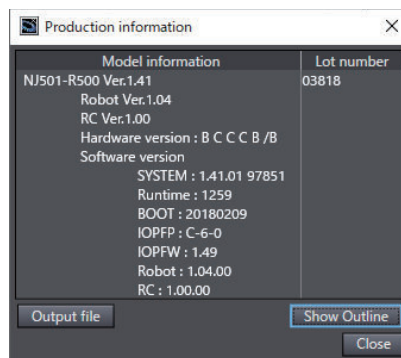 Production information
Model information Lot number
NJ501-R500 Ver.1.41 03818
Robot Ver.1.04
RC Ver.1.00
Hardware version : B C C C B /B
Software version
SYSTEM : 1.41.01 97851
Runtime : 1259
BOOT : 20180209
IOPFP : C-6-0
IOPFW : 1.49
Robot : 1.04.00
RC : 1.00.00
Output file Show Outline
Close